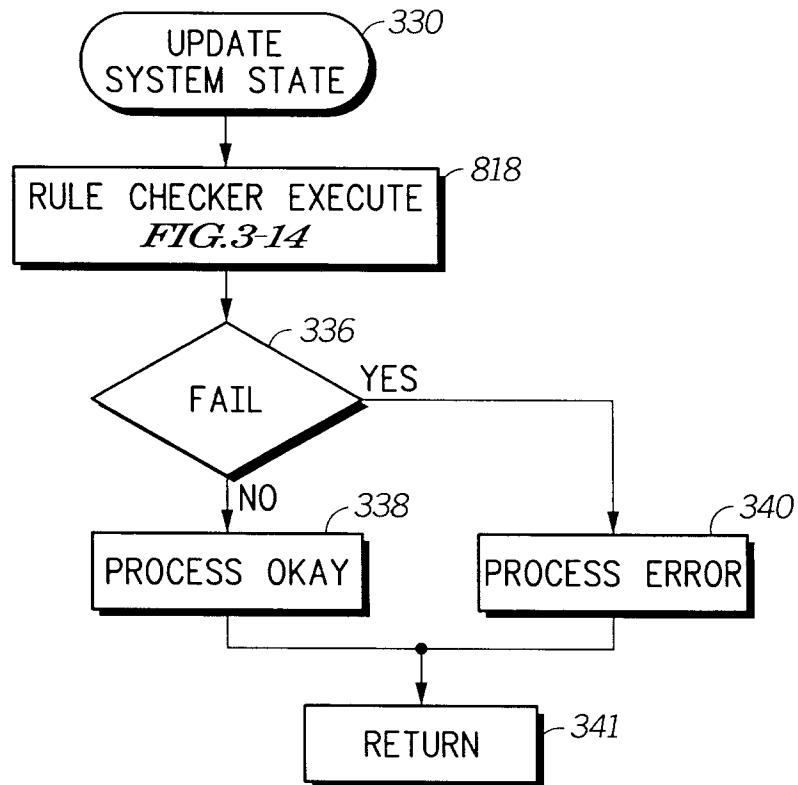 UPDATE
SYSTEM STATE
330
RULE CHECKER EXECUTE
FIG.3-14
818
336
FAIL
YES
NO
338
PROCESS OKAY
340
PROCESS ERROR
RETURN
341